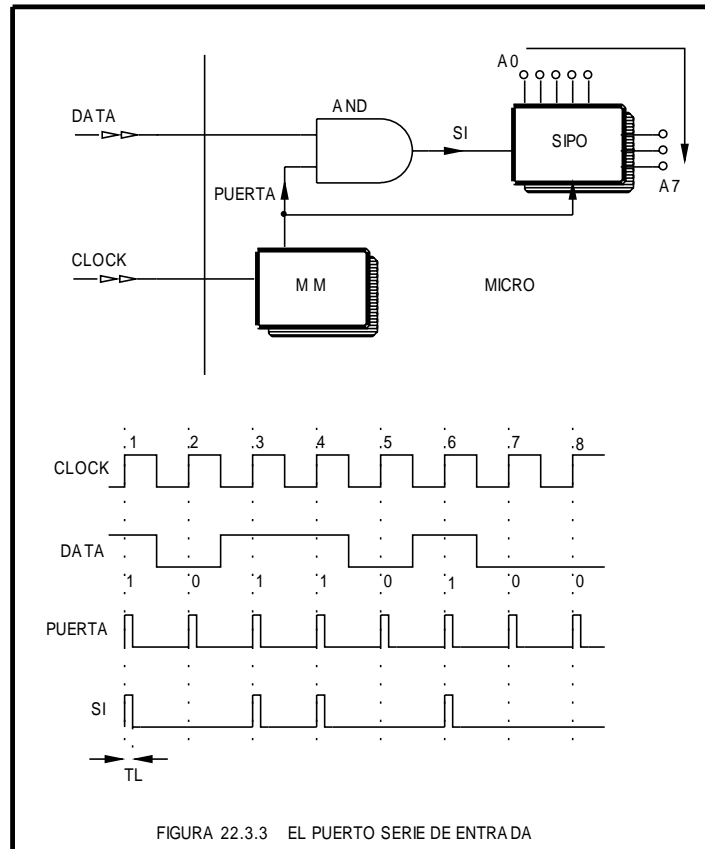 A0
DATA
AND
SI
SIPO
PUERTA
A7
CLOCK
M M
MICRO
.1 .2 .3 .4 .5 .6 .7 .8
CLOCK
DATA
1 0 1 1 0 1 0 0
PUERTA
SI
TL
FIGURA 22.3.3 EL PUERTO SERIE DE ENTRADA